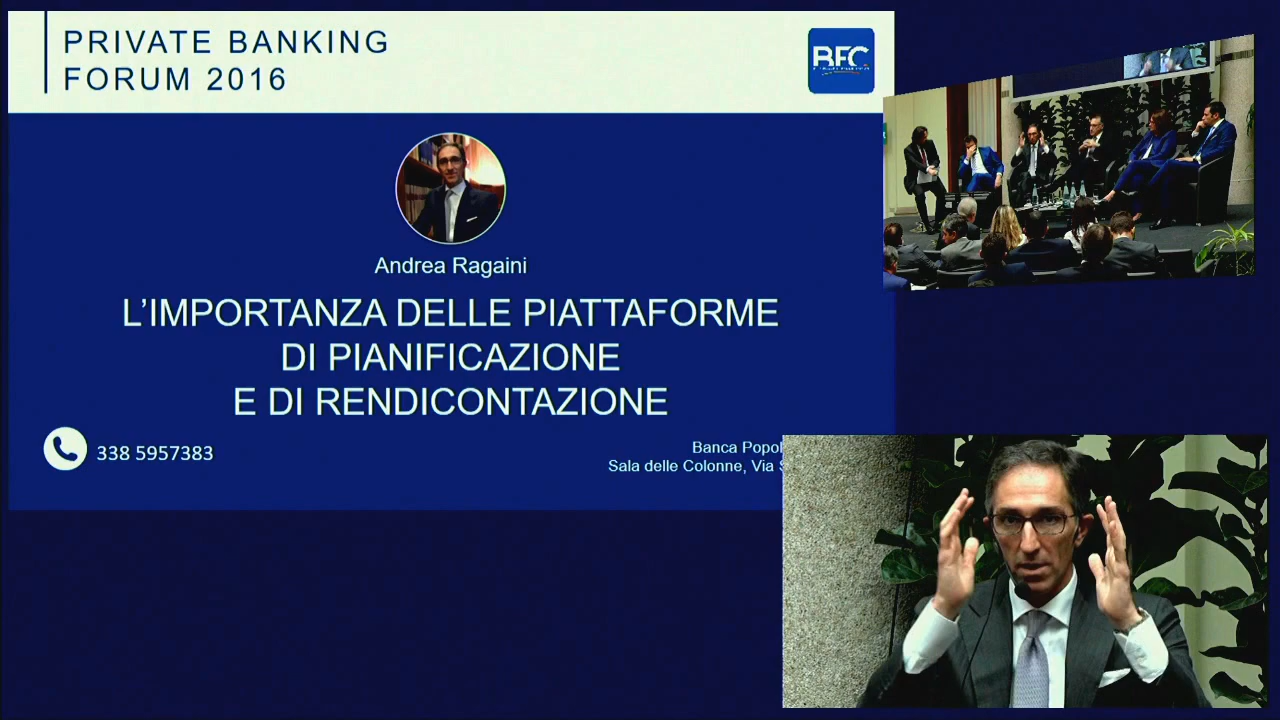 PRIVATE BANKING
FORUM 2016
BFC
Andrea Ragaini
L'IMPORTANZA DELLE PIATTAFORME
DI PIANIFICAZIONE
E DI RENDICONTAZIONE
338 5957383
Banca
Sala delle Colonne, Via